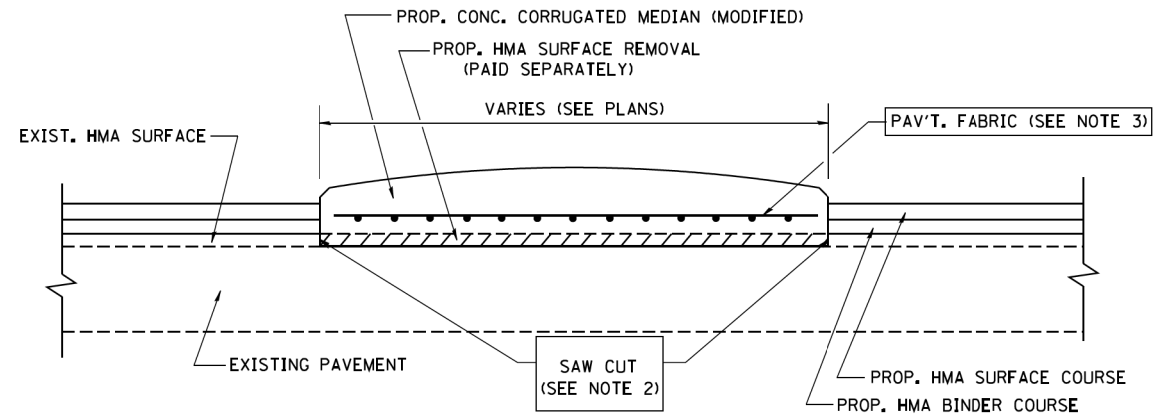 PROP. CONC. CORRUGATED MEDIAN (MODIFIED)
PROP. HMA SURFACE REMOVAL
(PAID SEPARATELY)
VARIES (SEE PLANS)
EXIST. HMA SURFACE
PAV'T. FABRIC (SEE NOTE 3)
EXISTING PAVEMENT
SAW CUT
(SEE NOTE 2)
PROP. HMA SURFACE COURSE
PROP. HMA BINDER COURSE